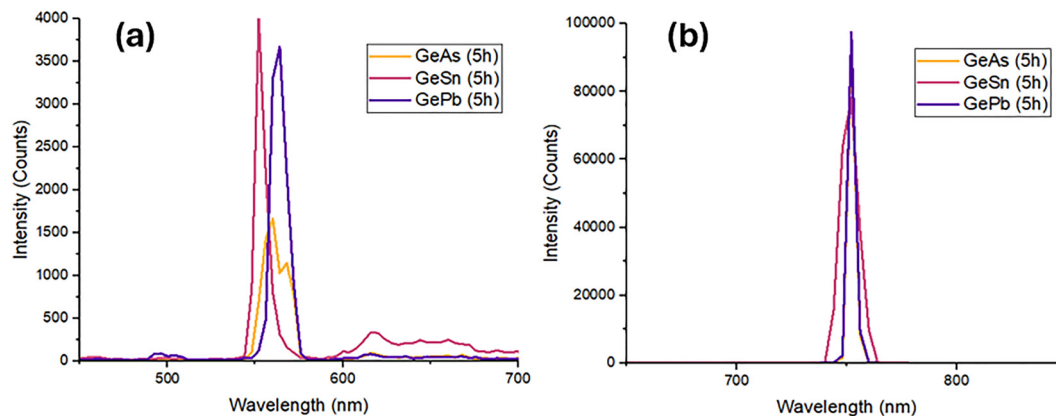 (a)
GeAs (5h)
GeSn (5h)
GePb (5h)
4000
3500
3000
2500
2000
1500
1000
500
0
Intensity (Counts)
500 600 700
Wavelength (nm)
(b)
GeAs (5h)
GeSn (5h)
GePb (5h)
100000
80000
60000
40000
20000
0
Intensity (Counts)
700 800
Wavelength (nm)